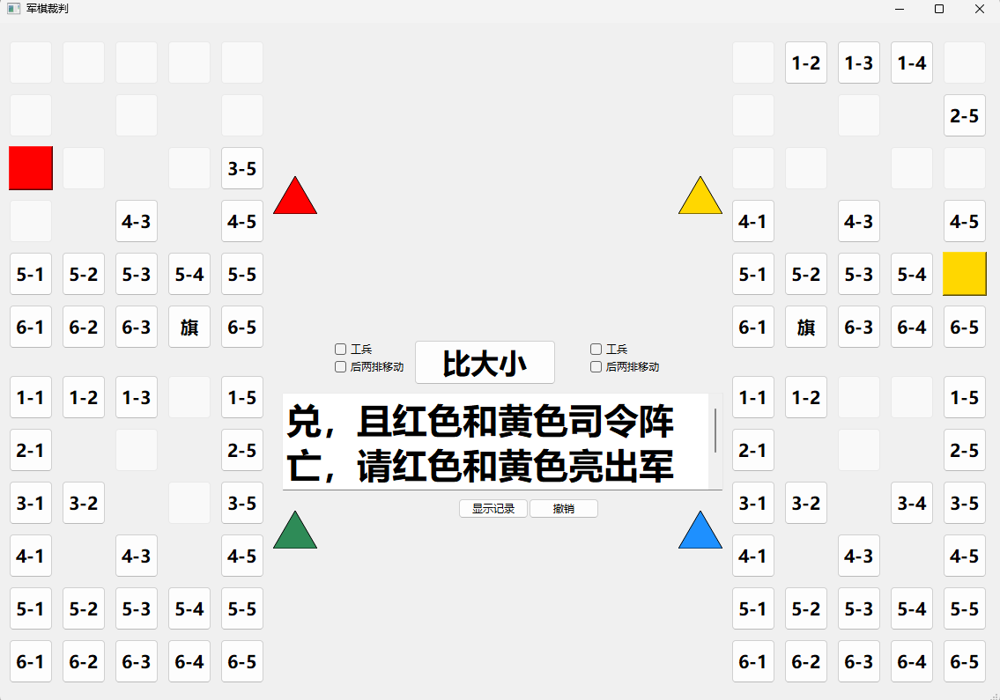 军棋裁判
1-2 1-3 1-4
2-5
3-5
4-3 4-5 4-1 4-3 4-5
5-1 5-2 5-3 5-4 5-5 5-1 5-2 5-3 5-4
6-1 6-2 6-3 旗 6-5 6-1 旗 6-3 6-4 6-5
工兵 工兵
后两排移动 比大小 后两排移动
1-1 1-2 1-3 1-5 1-1 1-2 1-5
兑，且红色和黄色司令阵
亡，请红色和黄色亮出军
2-1 2-5 2-1 2-5
3-1 3-2 3-5 3-1 3-2 3-4 3-5
显示记录 撤销
4-1 4-3 4-5 4-1 4-3 4-5
5-1 5-2 5-3 5-4 5-5 5-1 5-2 5-3 5-4 5-5
6-1 6-2 6-3 6-4 6-5 6-1 6-2 6-3 6-4 6-5